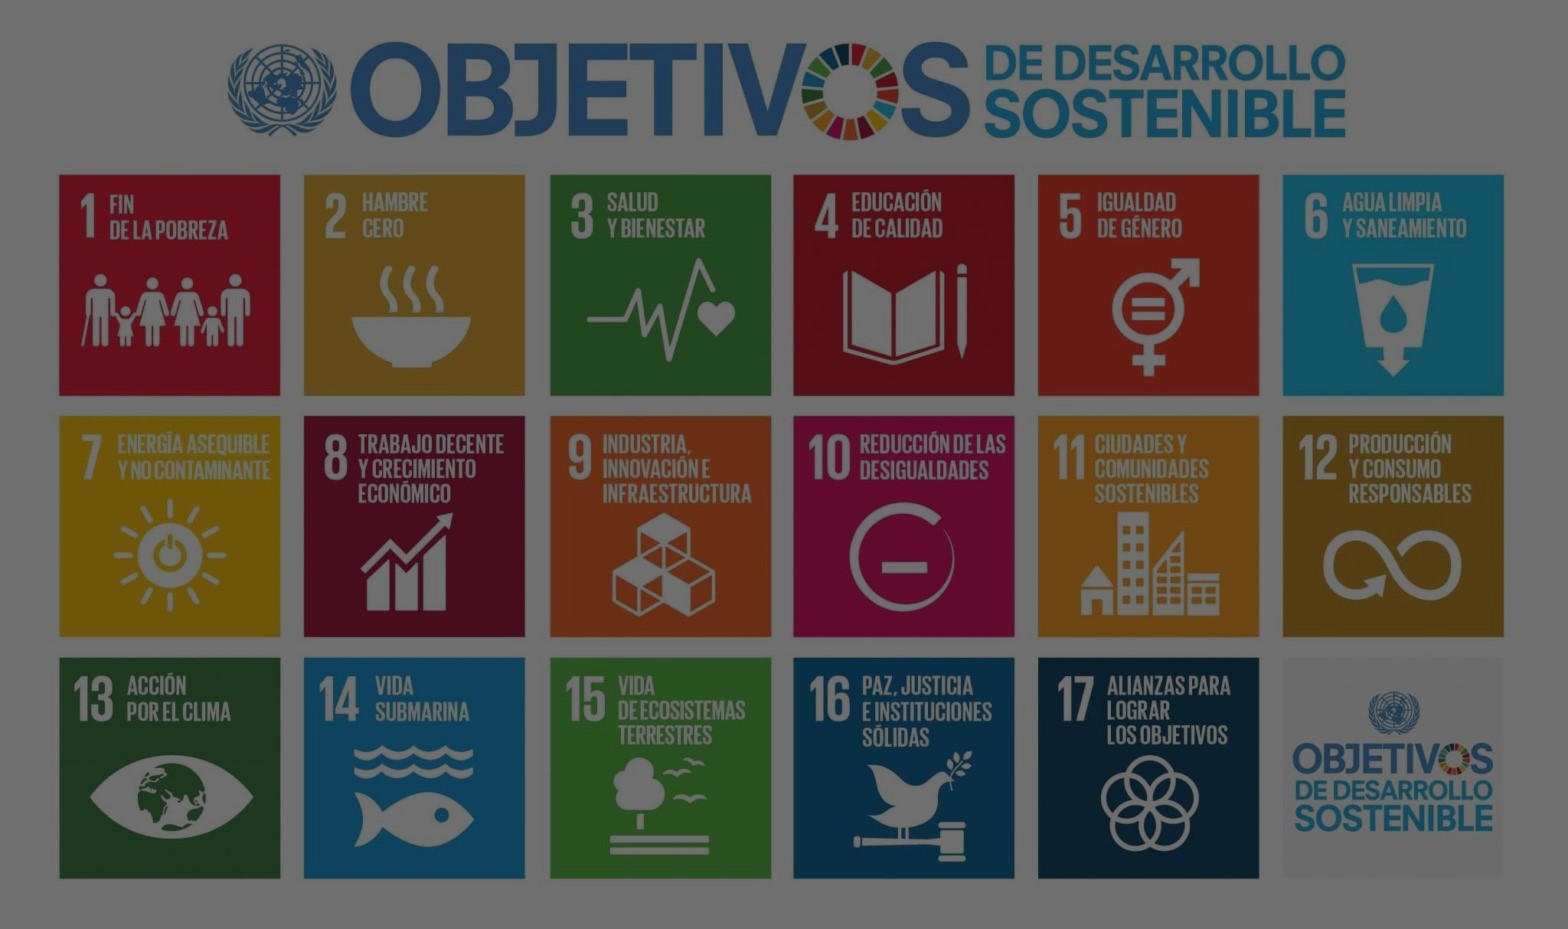 OBJETIVOS
DE DESARROLLO
SOSTENIBLE
1
FIN
DE LA POBREZA
2
HAMBRE
CERO
3
SALUD
Y BIENESTAR
4
EDUCACIÓN
DE CALIDAD
5
IGUALDAD
DE GÉNERO
6
AGUA LIMPIA
Y SANEAMIENTO
7
ENERGÍA ASEQUIBLE
Y NO CONTAMINANTE
8
TRABAJO DECENTE
Y CRECIMIENTO
ECONÓMICO
9
INDUSTRIA,
INNOVACIÓN E
INFRAESTRUCTURA
10
REDUCCIÓN DE LAS
DESIGUALDADES
11
CIUDADES Y
COMUNIDADES
SOSTENIBLES
12
PRODUCCIÓN
Y CONSUMO
RESPONSABLES
13
ACCIÓN
POR EL CLIMA
14
VIDA
SUBMARINA
15
VIDA
DE ECOSISTEMAS
TERRESTRES
16
PAZ, JUSTICIA
E INSTITUCIONES
SÓLIDAS
17
ALIANZAS PARA
LOGRAR
LOS OBJETIVOS
OBJETIVOS
DE DESARROLLO
SOSTENIBLE